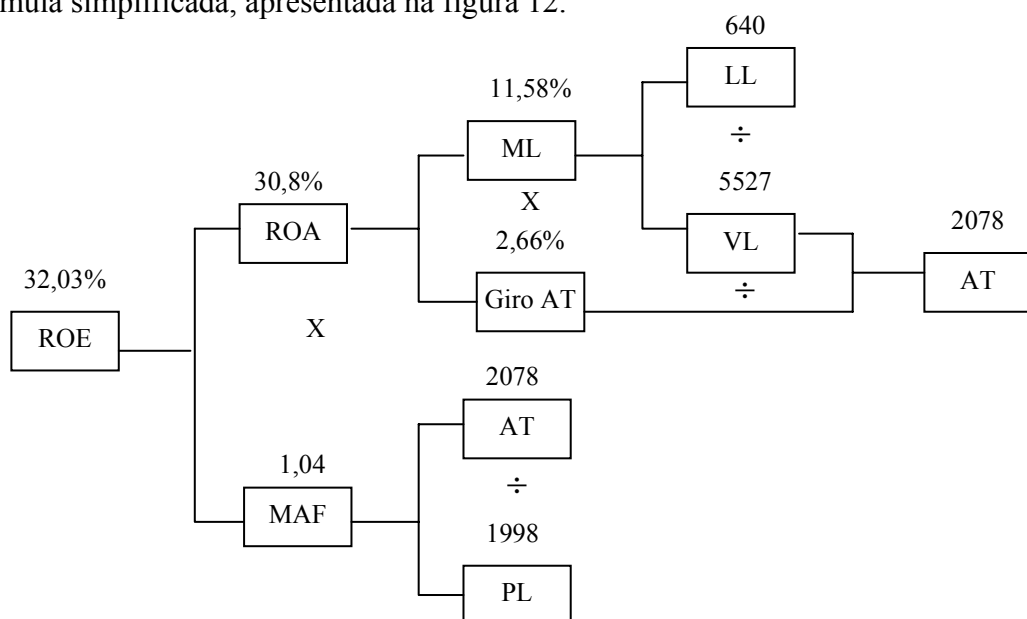 mula simplificada, apresentada na figura 12.
640
LL
11,58%
÷
ML
5527
30,8%
X
ROA
VL
2078
2,66%
AT
32,03%
÷
Giro AT
ROE
X
2078
AT
1,04
÷
MAF
1998
PL